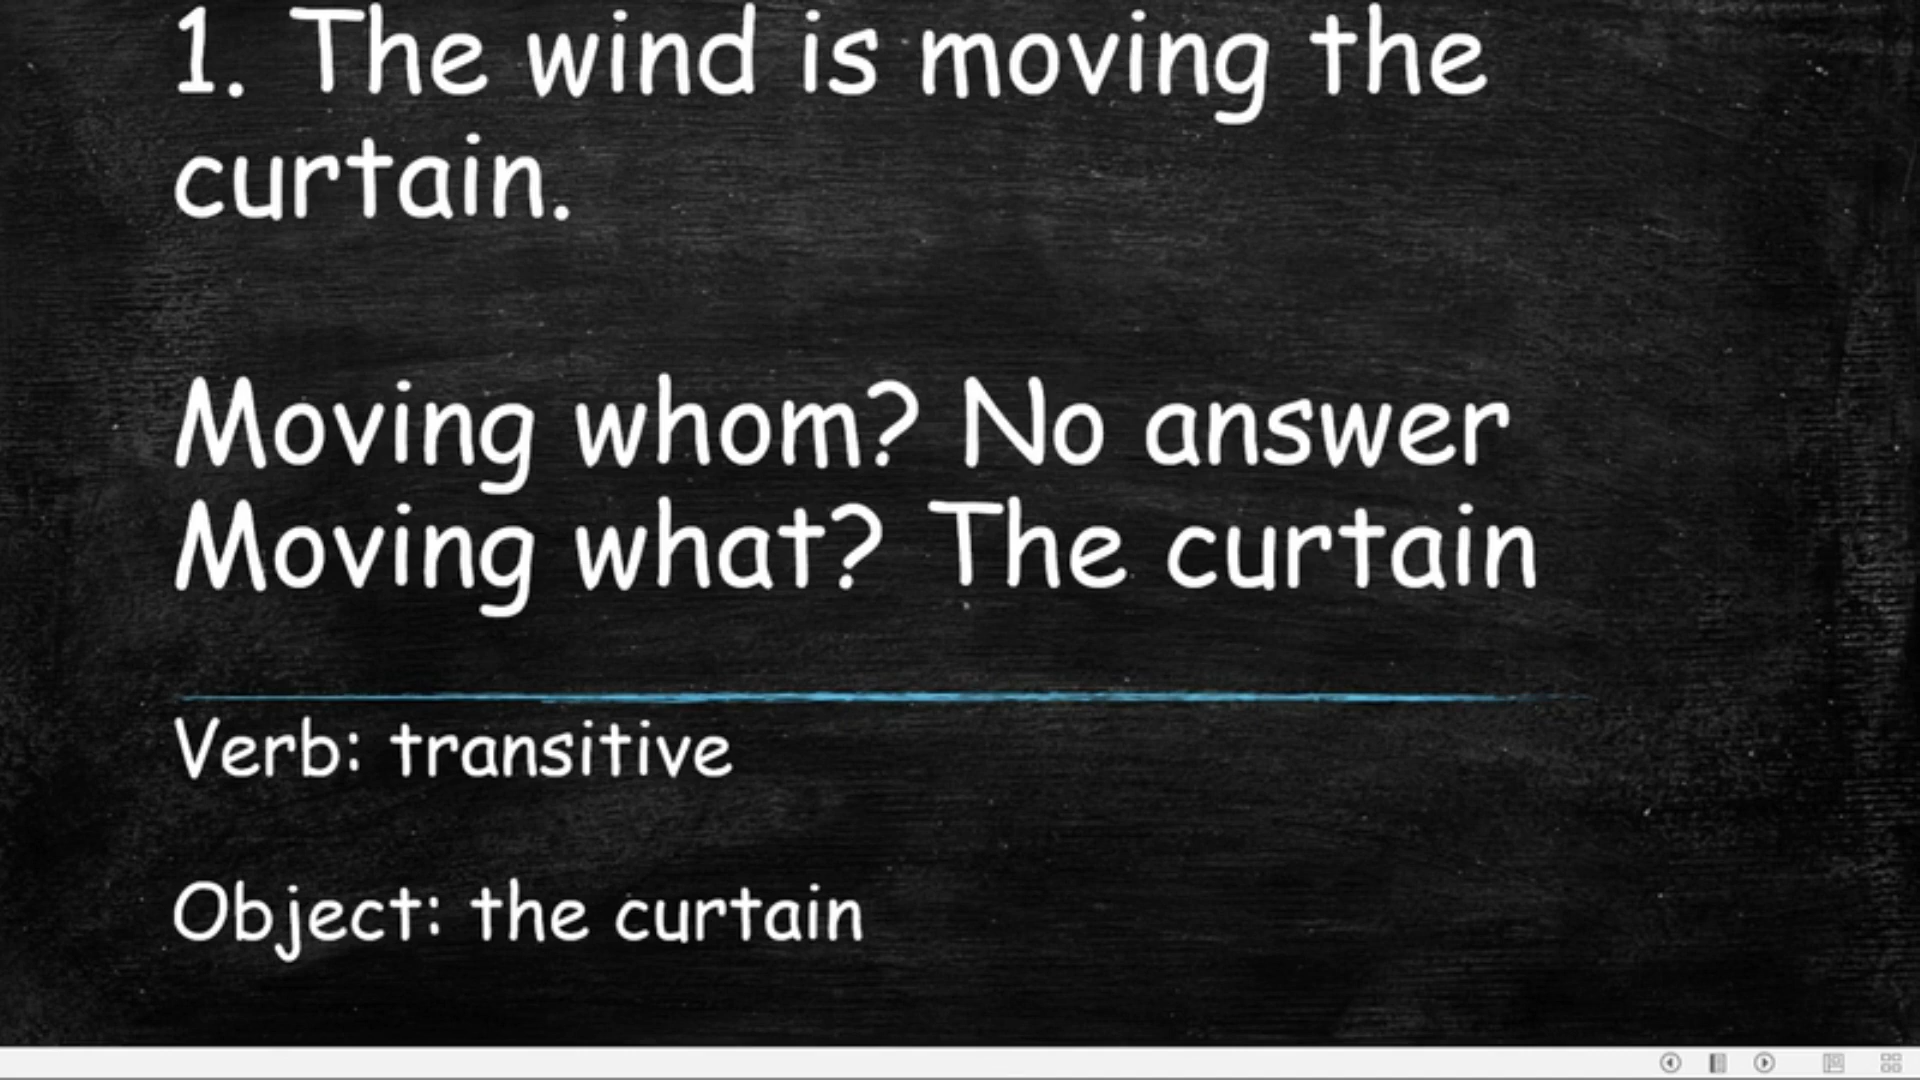 1. The wind is moving the
curtain.
Moving whom? No answer
Moving what? The curtain
Verb: transitive
Object: the curtain